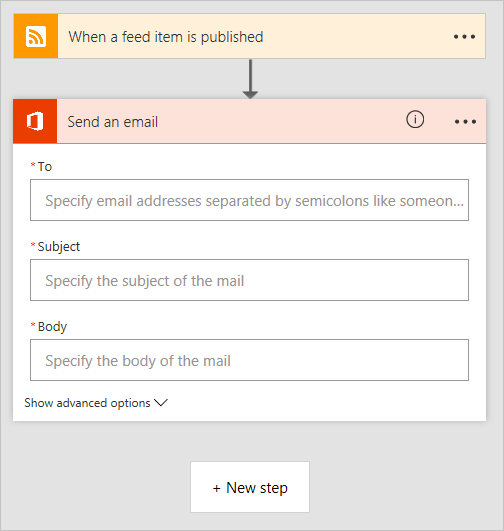 When a feed item is published
Send an email
*To
Specify email addresses separated by semicolons like someon...
*Subject
Specify the subject of the mail
*Body
Specify the body of the mail
Show advanced options
+ New step